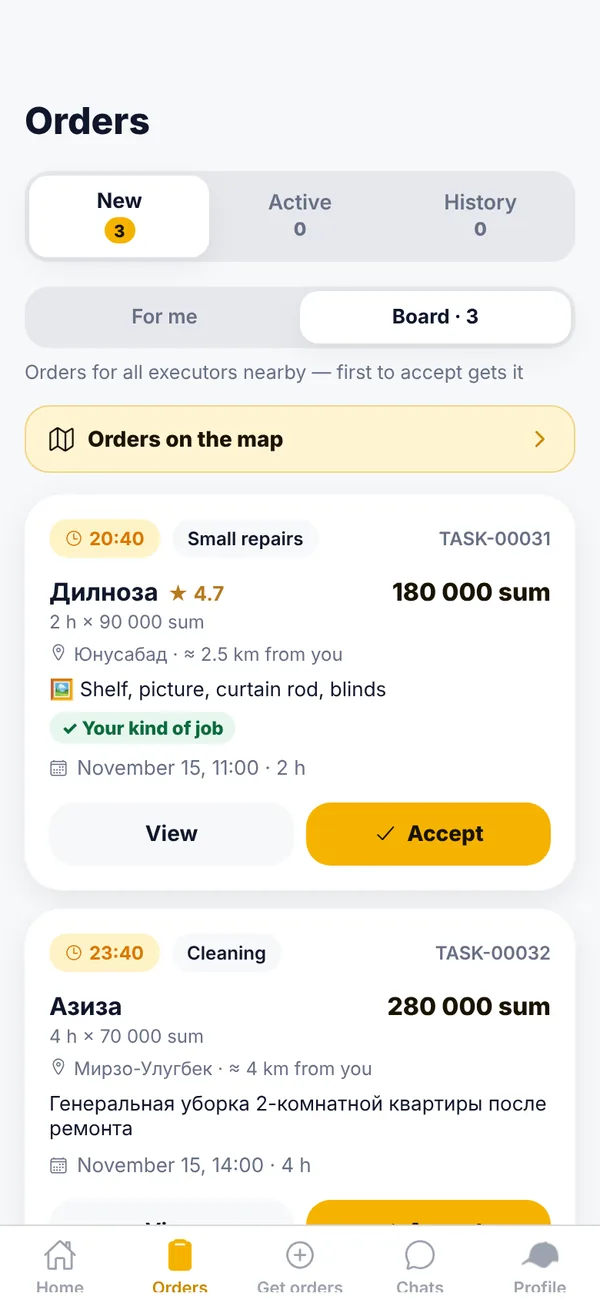 Orders
New
3
Active
0
History
0
For me
Board · 3
Orders for all executors nearby — first to accept gets it
Orders on the map
20:40
Small repairs
TASK-00031
Дилноза ★ 4.7
180 000 sum
2 h × 90 000 sum
Юнусабад · ≈ 2.5 km from you
Shelf, picture, curtain rod, blinds
✓ Your kind of job
November 15, 11:00 · 2 h
View
Accept
23:40
Cleaning
TASK-00032
Азиза
280 000 sum
4 h × 70 000 sum
Мирзо-Улугбек · ≈ 4 km from you
Генеральная уборка 2-комнатной квартиры после
ремонта
November 15, 14:00 · 4 h
Home
Orders
Get orders
Chats
Profile